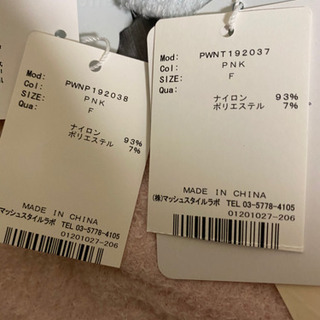 Mod: PWNP192038
Col: PNK
SIZE: F
Qua:
ナイロン 93%
ポリエステル 7%
MADE IN CHINA
㈱マッシュスタイルラボ
TEL 03-5778-4105
01201027-206
Mod: PWNT192037
Col: PNK
SIZE: F
Qua:
ナイロン 93%
ポリエステル 7%
MADE IN CHINA
(株)マッシュスタイルラボ TEL 03-5778-4105
01201027-206